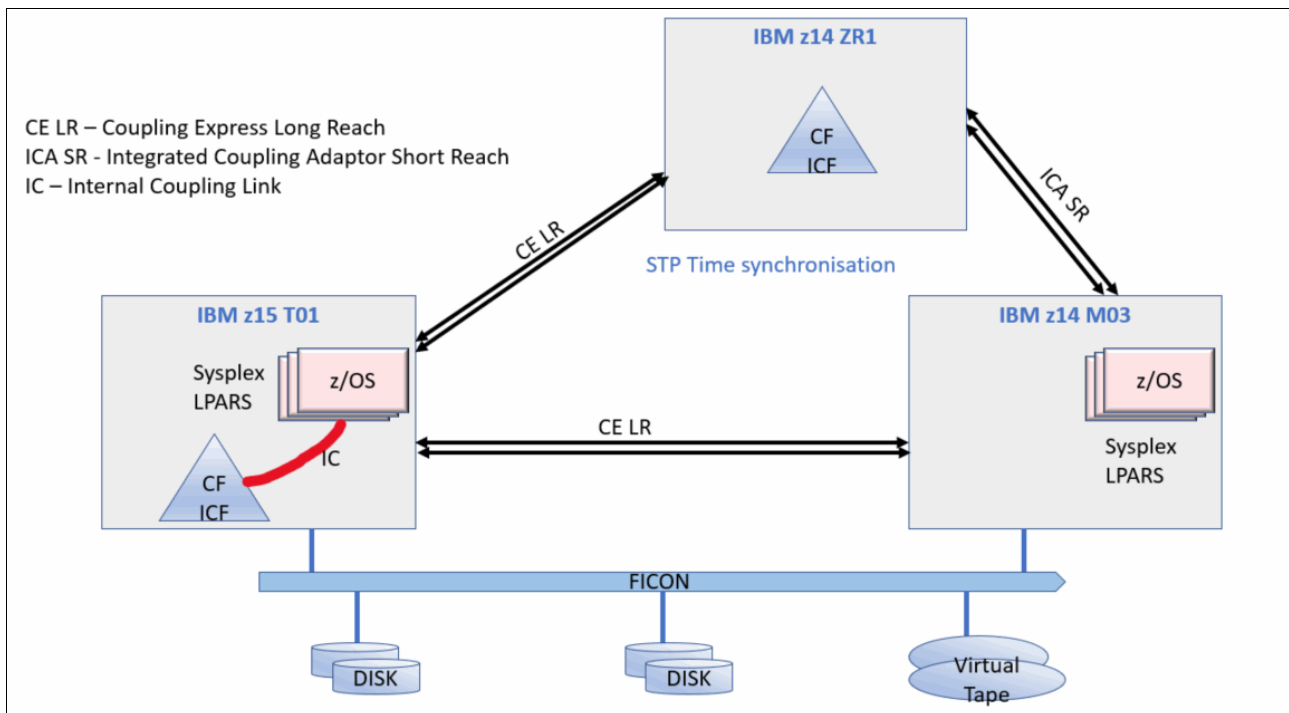 IBM z14 ZR1
CE LR – Coupling Express Long Reach
ICA SR - Integrated Coupling Adaptor Short Reach
IC – Internal Coupling Link
CF
ICF
ICA SR
CE LR
STP Time synchronisation
IBM z15 T01
Sysplex
LPARS
z/OS
IC
CF
ICF
CE LR
IBM z14 M03
z/OS
Sysplex
LPARS
FICON
DISK
DISK
Virtual
Tape